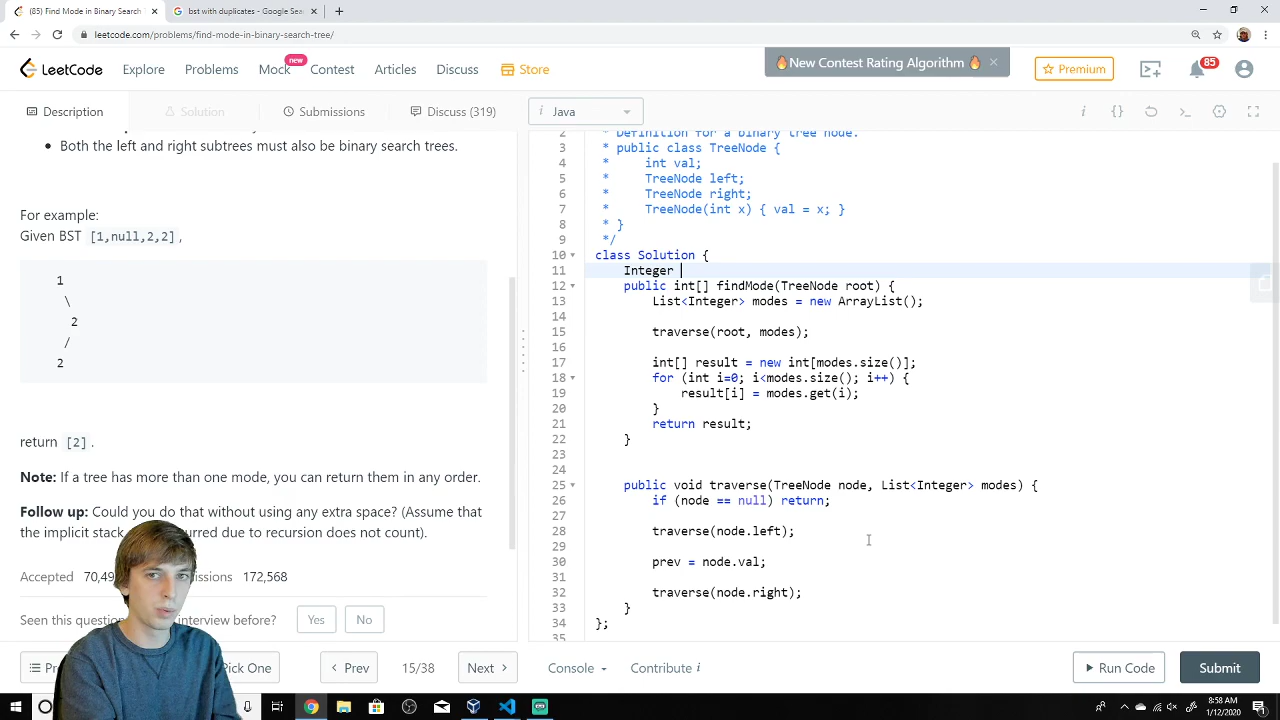 (85) Find Mode in Binary Search T
bst with duplicates - Google Sea
leetcode.com/problems/find-mode-in-binary-search-tree/
LeetCode Explore Problems Mock new Contest Articles Discuss Store
🔥New Contest Rating Algorithm 🔥 ×
Premium 85
Description Solution Submissions Discuss (319)
i Java
Both the left and right subtrees must also be binary search trees.
For example:
Given BST [1,null,2,2],
1
\
2
/
2
return [2].
Note: If a tree has more than one mode, you can return them in any order.
Follow up: Could you do that without using any extra space? (Assume that
the implicit stack incurred due to recursion does not count).
Accepted 172,568
Seen this interview before? Yes No
Pick One Prev 15/38 Next
2 * Definition for a binary tree node.
3 * public class TreeNode {
4 * int val;
5 * TreeNode left;
6 * TreeNode right;
7 * TreeNode(int x) { val = x; }
8 * }
9 */
10 class Solution {
11 Integer
12 public int[] findMode(TreeNode root) {
13 List<Integer> modes = new ArrayList();
14
15 traverse(root, modes);
16
17 int[] result = new int[modes.size()];
18 for (int i=0; i<modes.size(); i++) {
19 result[i] = modes.get(i);
20 }
21 return result;
22 }
23
24
25 public void traverse(TreeNode node, List<Integer> modes) {
26 if (node == null) return;
27
28 traverse(node.left);
29
30 prev = node.val;
31
32 traverse(node.right);
33 }
34 };
35
Console Contribute i Run Code Submit
8:58 AM
1/12/2020